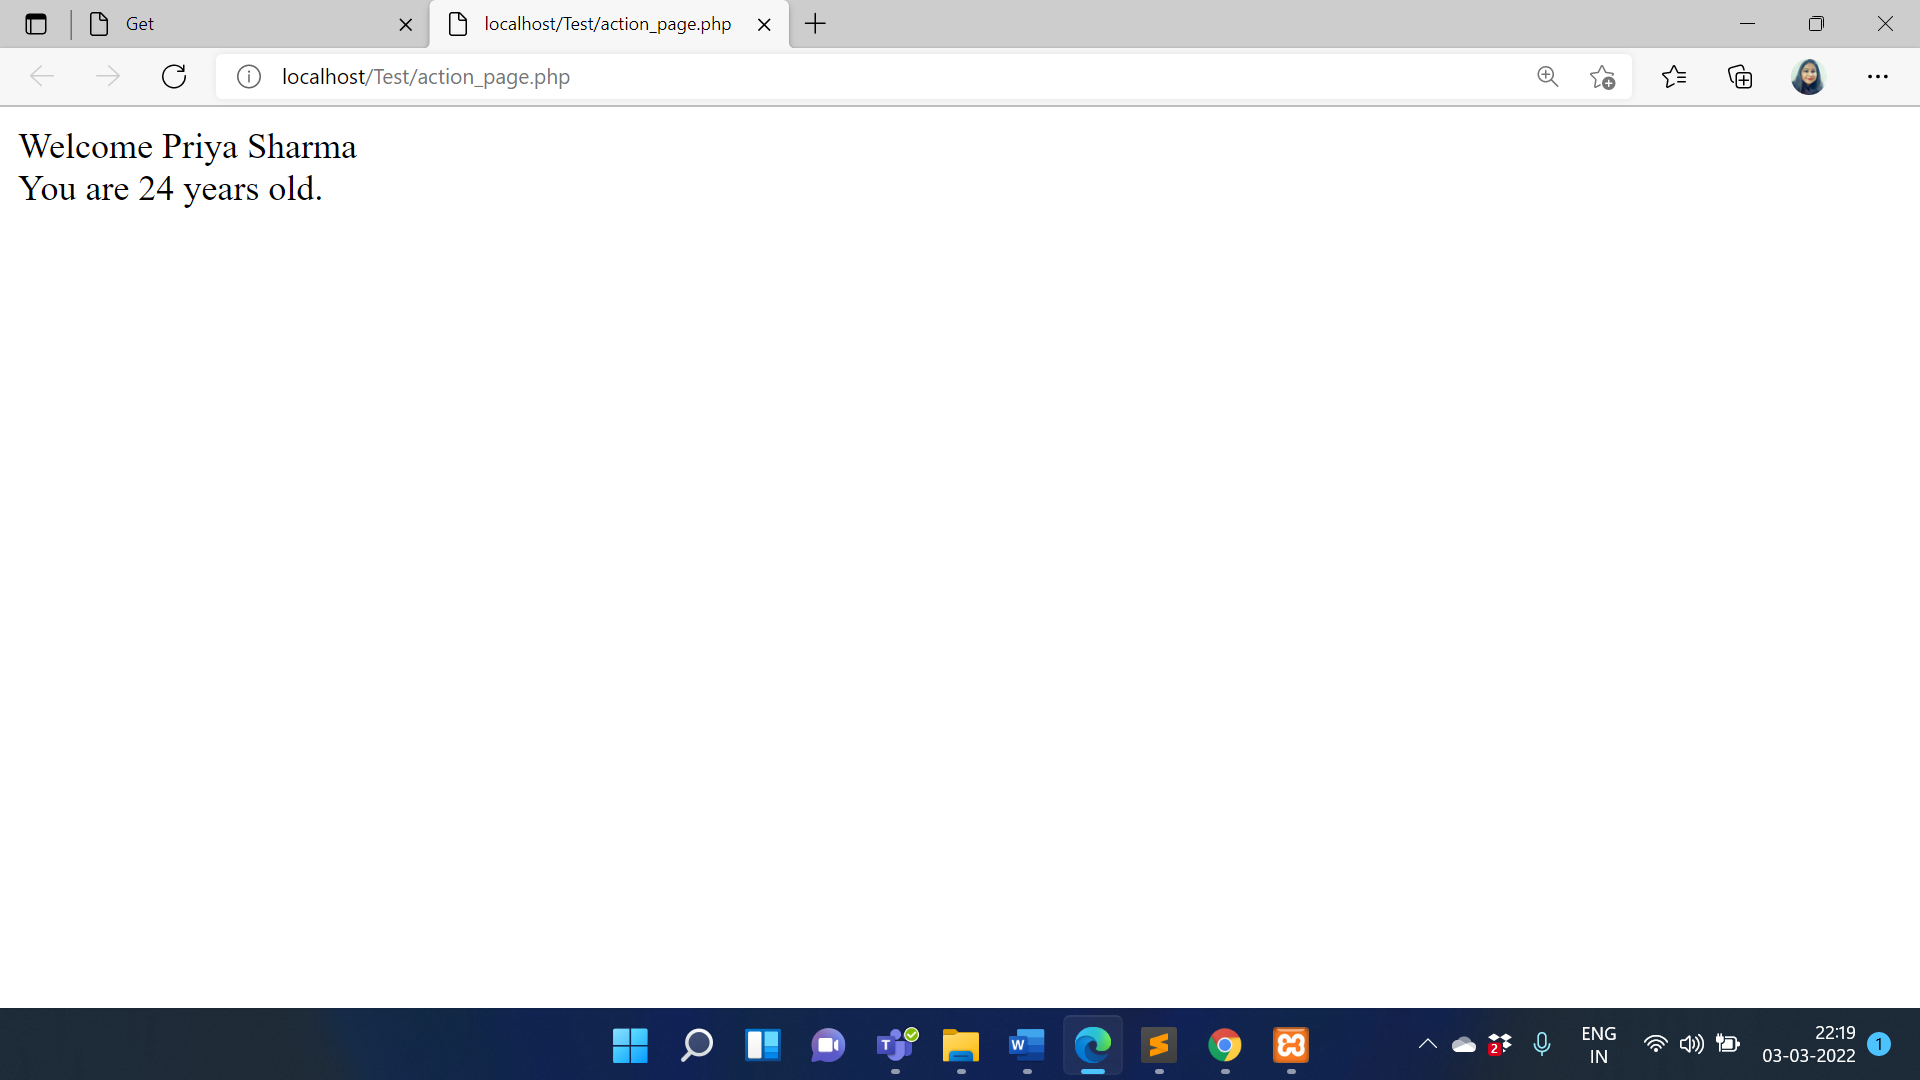 Get
localhost/Test/action_page.php
localhost/Test/action_page.php
Welcome Priya Sharma
You are 24 years old.
T
W
2
ENG
IN
22:19
03-03-2022
1